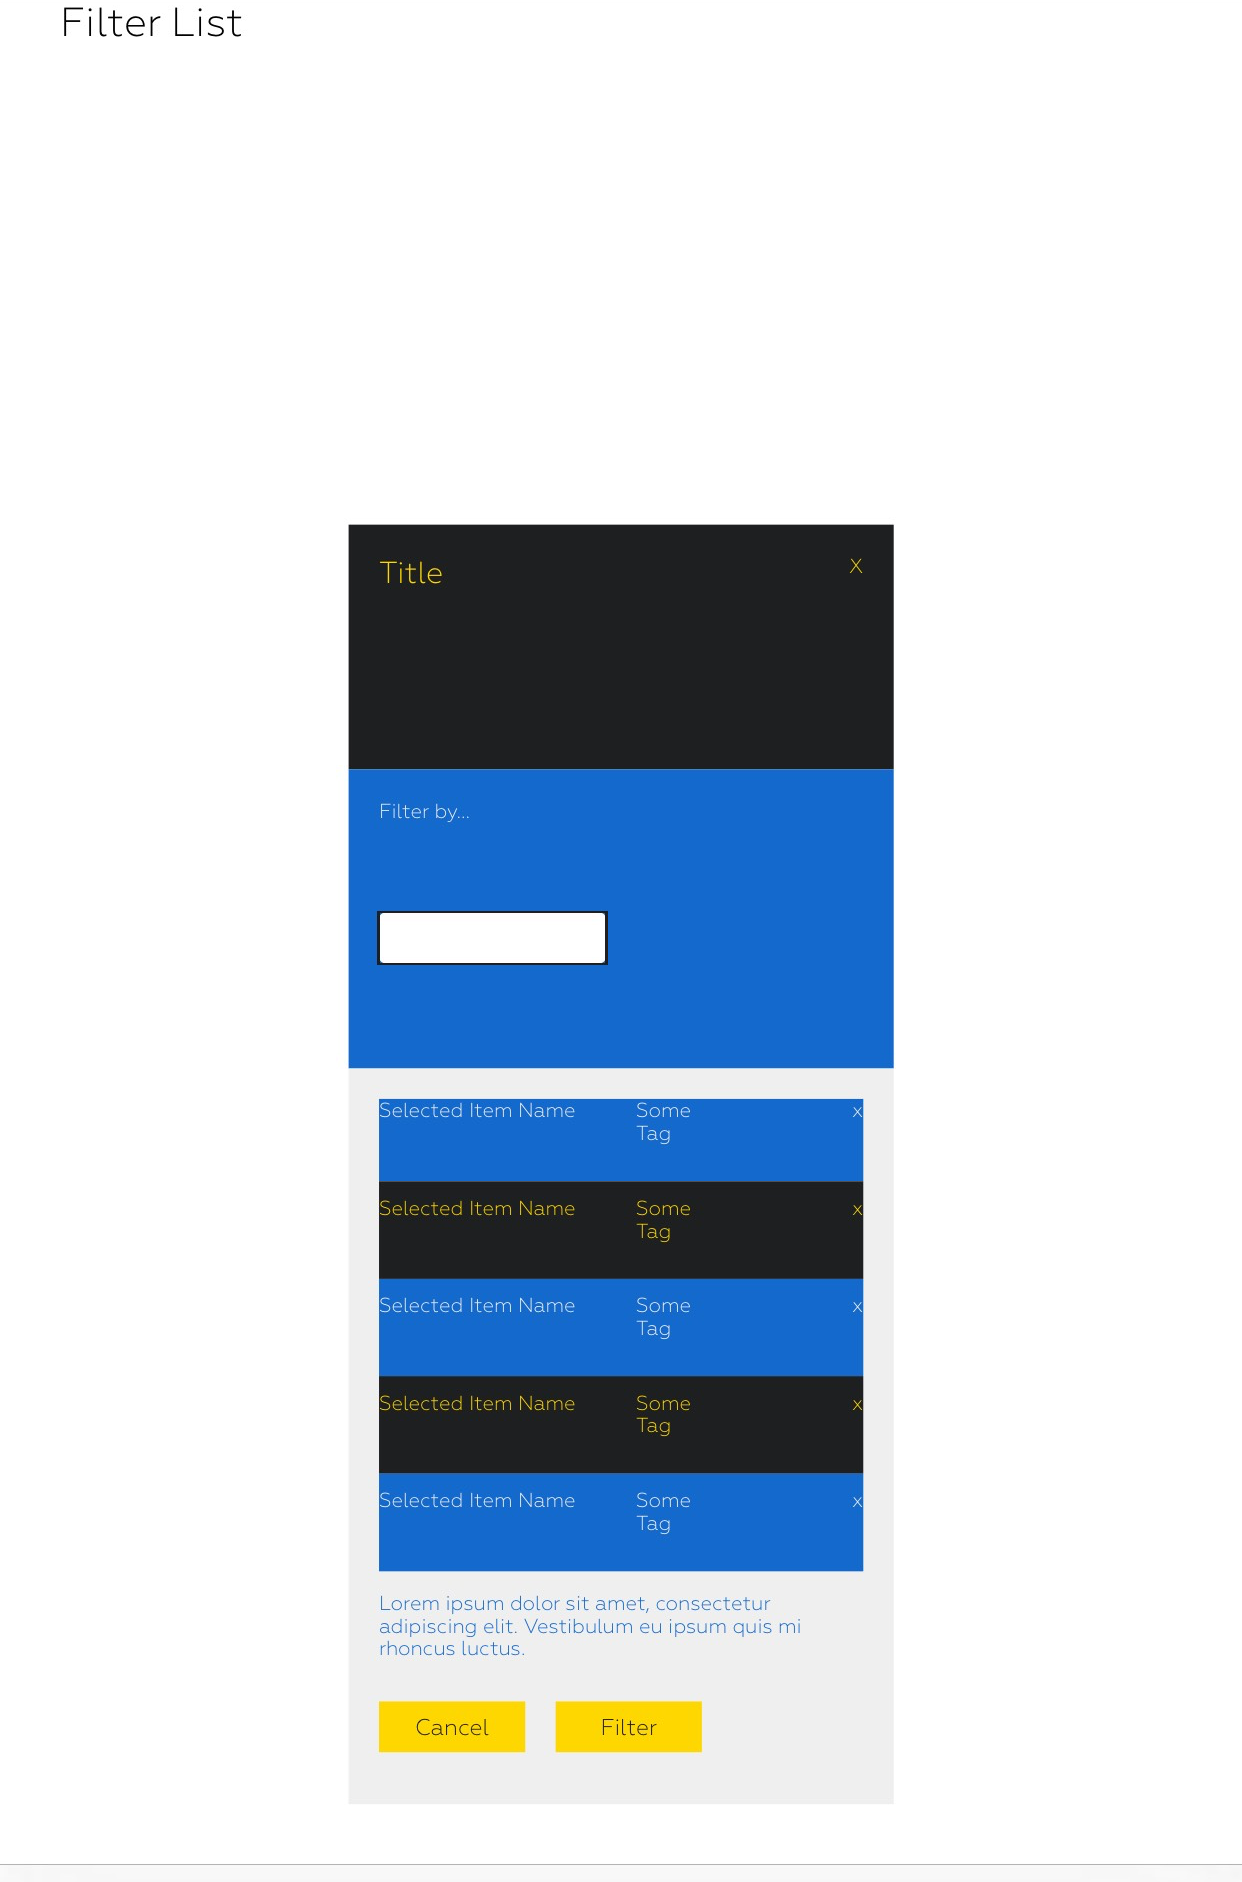 Filter List
Title
X
Filter by...
Selected Item Name
Some
Tag
x
Selected Item Name
Some
Tag
x
Selected Item Name
Some
Tag
x
Selected Item Name
Some
Tag
x
Selected Item Name
Some
Tag
x
Lorem ipsum dolor sit amet, consectetur
adipiscing elit. Vestibulum eu ipsum quis mi
rhoncus luctus.
Cancel
Filter